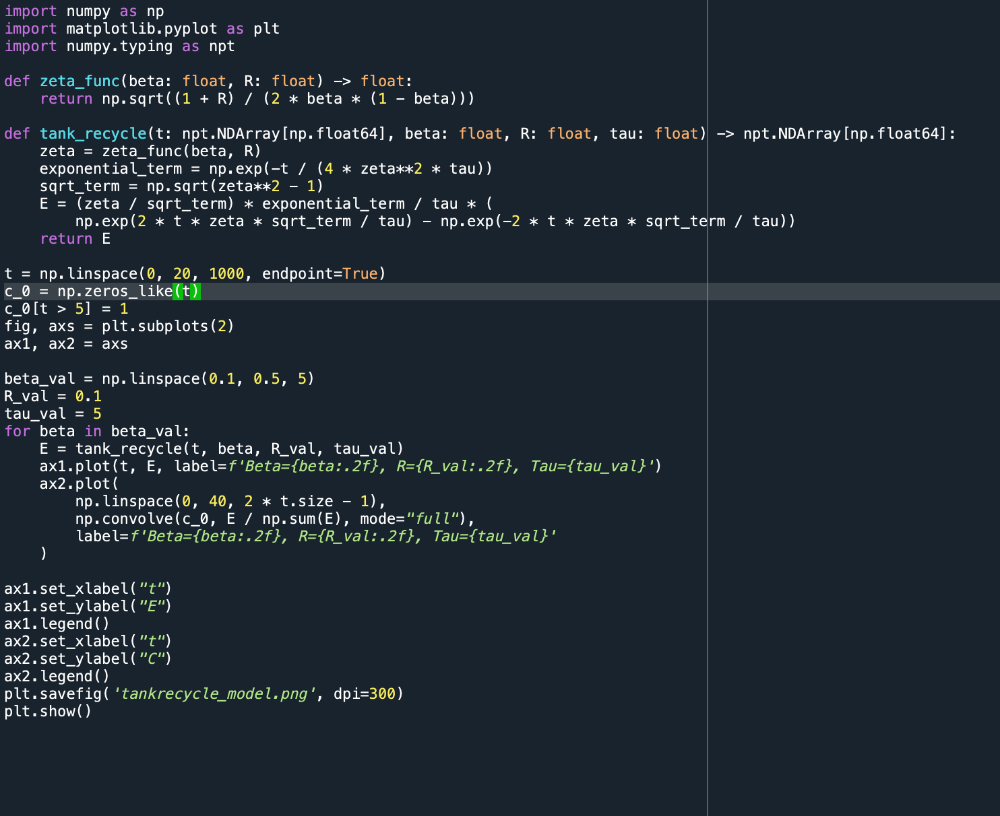 import numpy as np
import matplotlib.pyplot as plt
import numpy.typing as npt

def zeta_func(beta: float, R: float) -> float:
    return np.sqrt((1 + R) / (2 * beta * (1 - beta)))

def tank_recycle(t: npt.NDArray[np.float64], beta: float, R: float, tau: float) -> npt.NDArray[np.float64]:
    zeta = zeta_func(beta, R)
    exponential_term = np.exp(-t / (4 * zeta**2 * tau))
    sqrt_term = np.sqrt(zeta**2 - 1)
    E = (zeta / sqrt_term) * exponential_term / tau * (
        np.exp(2 * t * zeta * sqrt_term / tau) - np.exp(-2 * t * zeta * sqrt_term / tau))
    return E

t = np.linspace(0, 20, 1000, endpoint=True)
c_0 = np.zeros_like(t)
c_0[t > 5] = 1
fig, axs = plt.subplots(2)
ax1, ax2 = axs

beta_val = np.linspace(0.1, 0.5, 5)
R_val = 0.1
tau_val = 5
for beta in beta_val:
    E = tank_recycle(t, beta, R_val, tau_val)
    ax1.plot(t, E, label=f'Beta={beta:.2f}, R={R_val:.2f}, Tau={tau_val}')
    ax2.plot(
        np.linspace(0, 40, 2 * t.size - 1),
        np.convolve(c_0, E / np.sum(E), mode="full"),
        label=f'Beta={beta:.2f}, R={R_val:.2f}, Tau={tau_val}'
    )

ax1.set_xlabel("t")
ax1.set_ylabel("E")
ax1.legend()
ax2.set_xlabel("t")
ax2.set_ylabel("C")
ax2.legend()
plt.savefig('tankrecycle_model.png', dpi=300)
plt.show()